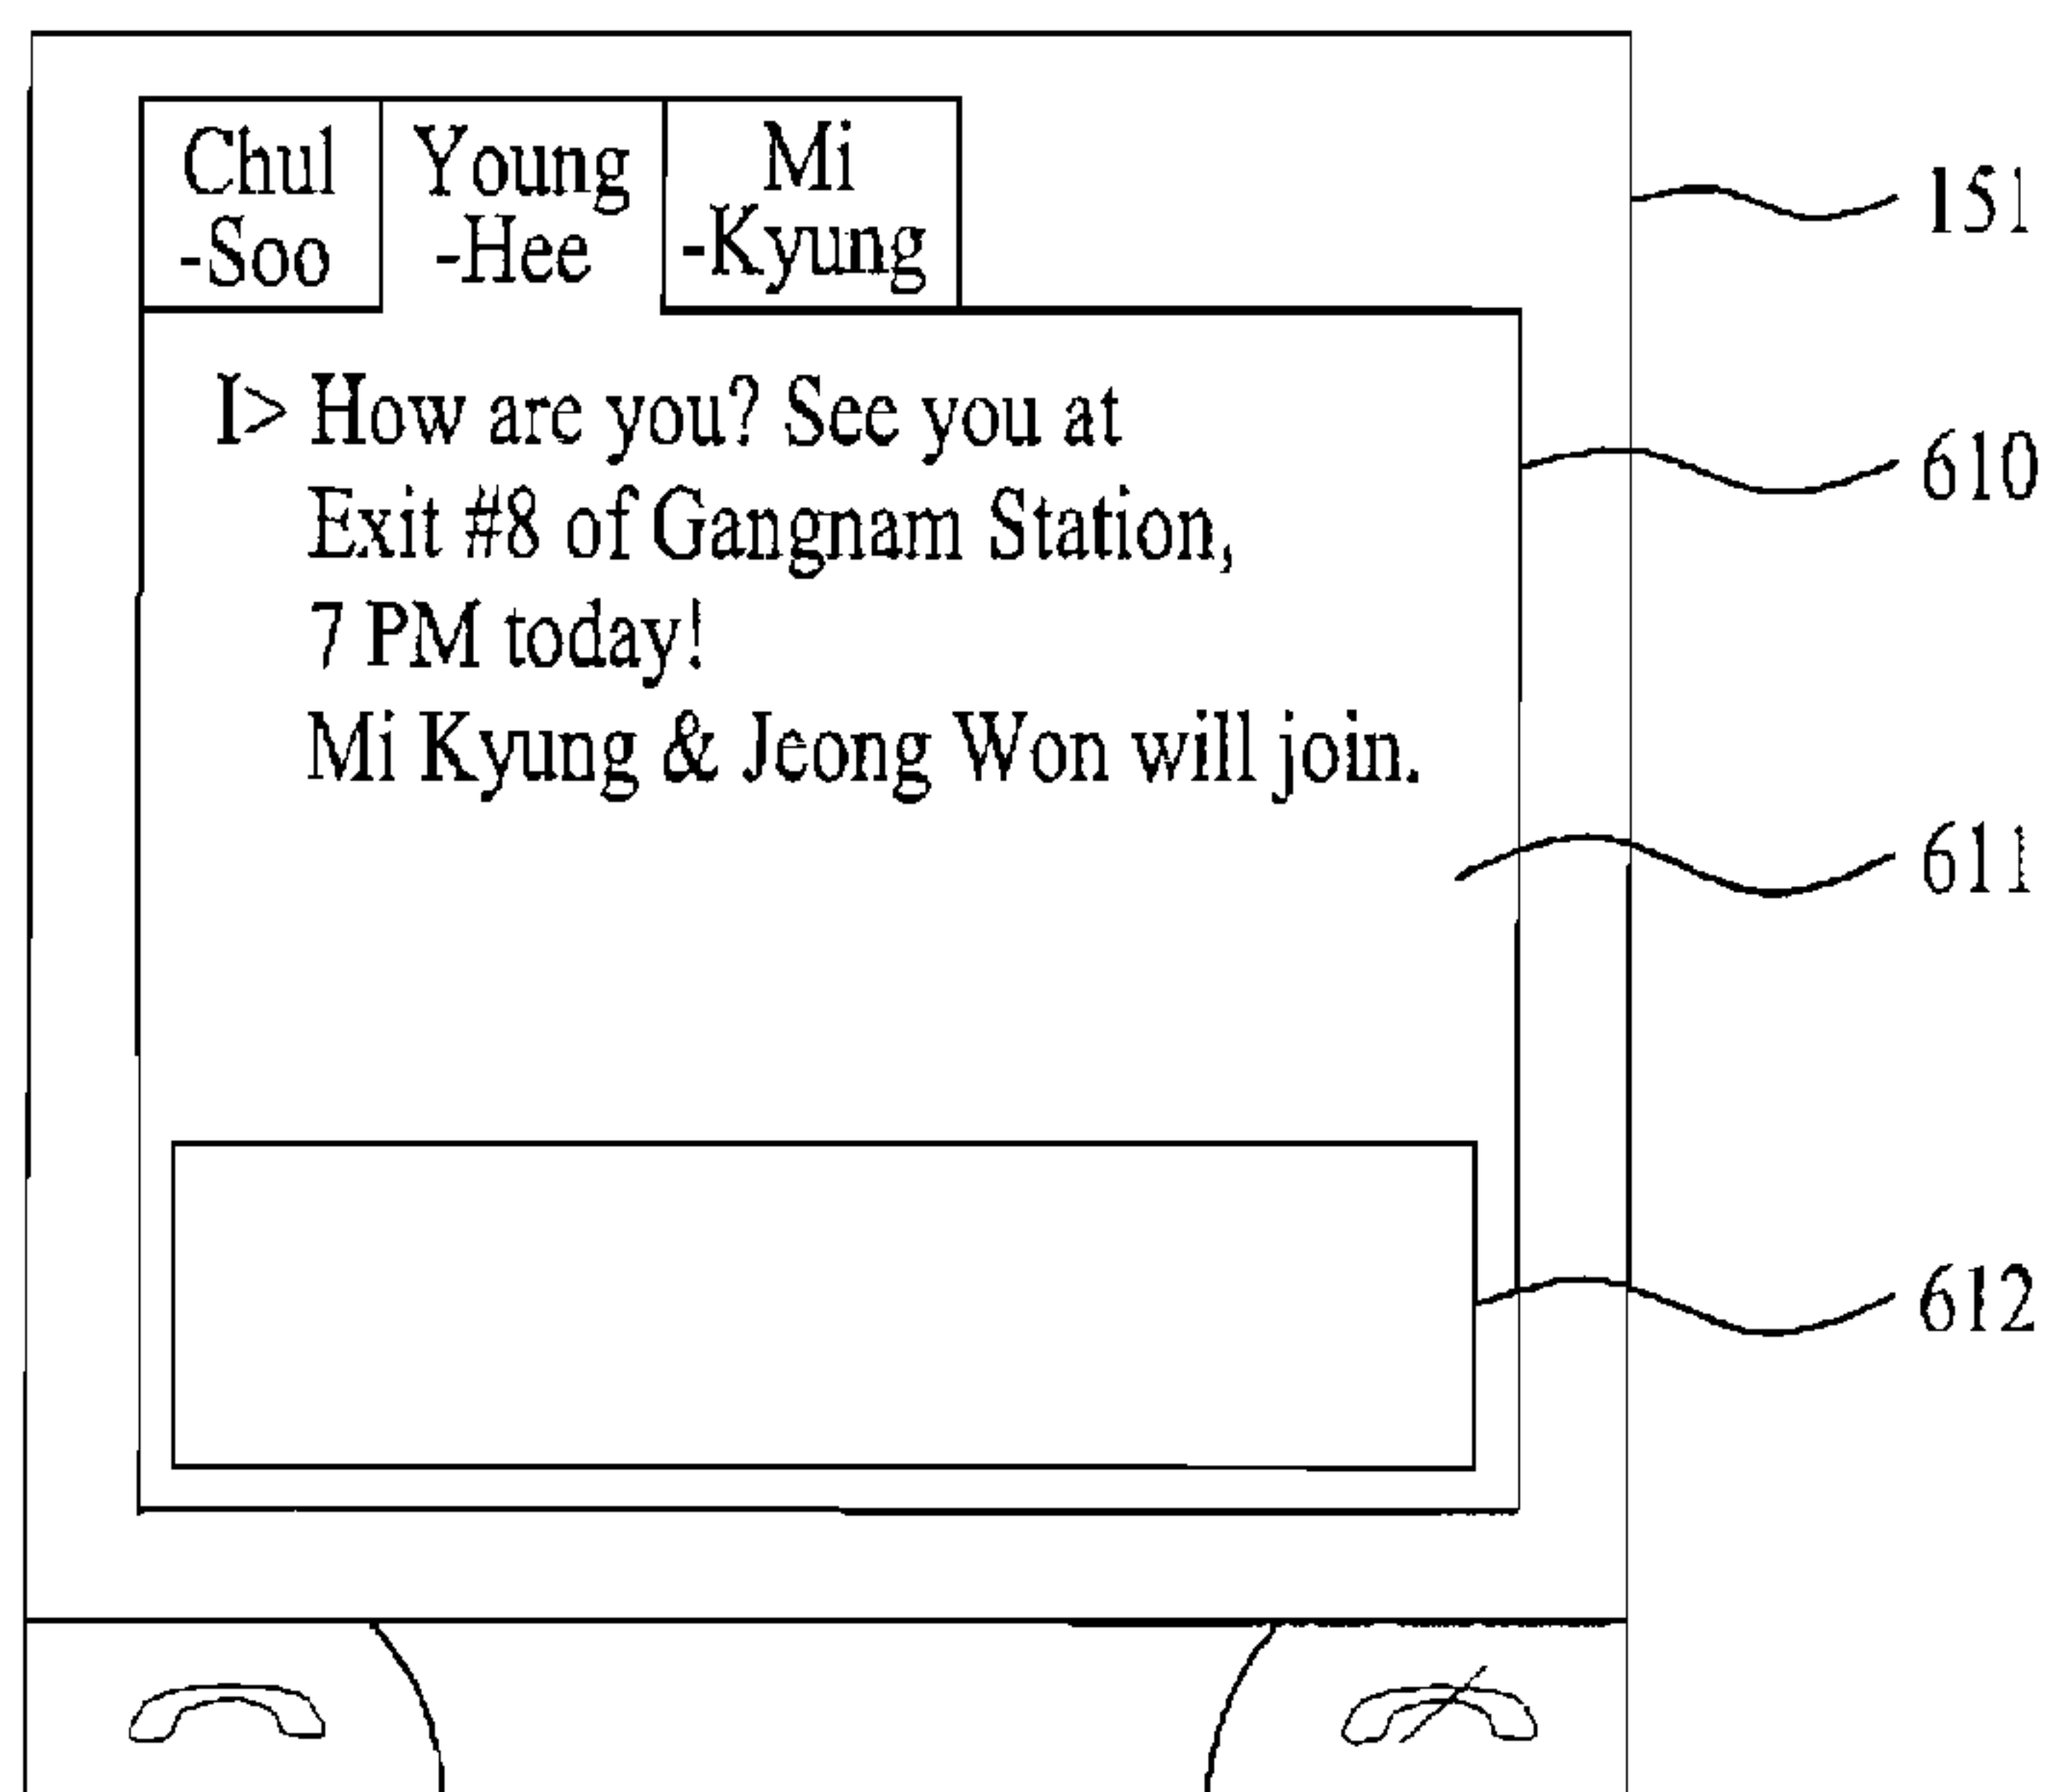 Chul
-Soo
Young
-Hee
Mi
-Kyung
I> How are you? See you at
Exit #8 of Gangnam Station,
7 PM today!
Mi Kyung & Jeong Won will join.
151
610
611
612